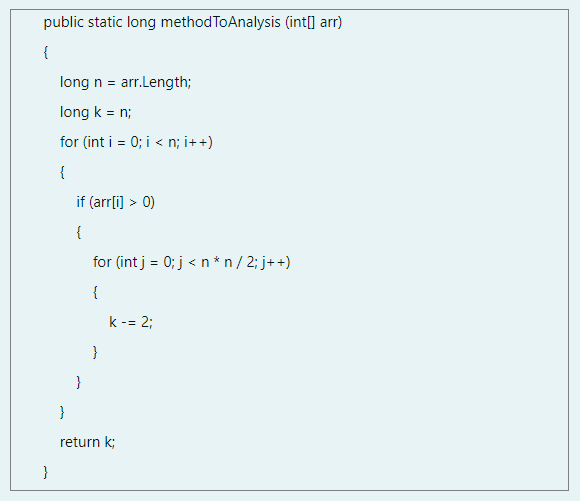 public static long methodToAnalysis (int[] arr)
{
long n = arr.Length;
long k = n;
for (int i = 0; i < n; i++)
{
if (arr[i] > 0)
{
for (int j = 0; j < n * n / 2; j++)
{
k -= 2;
}
}
}
return k;
}